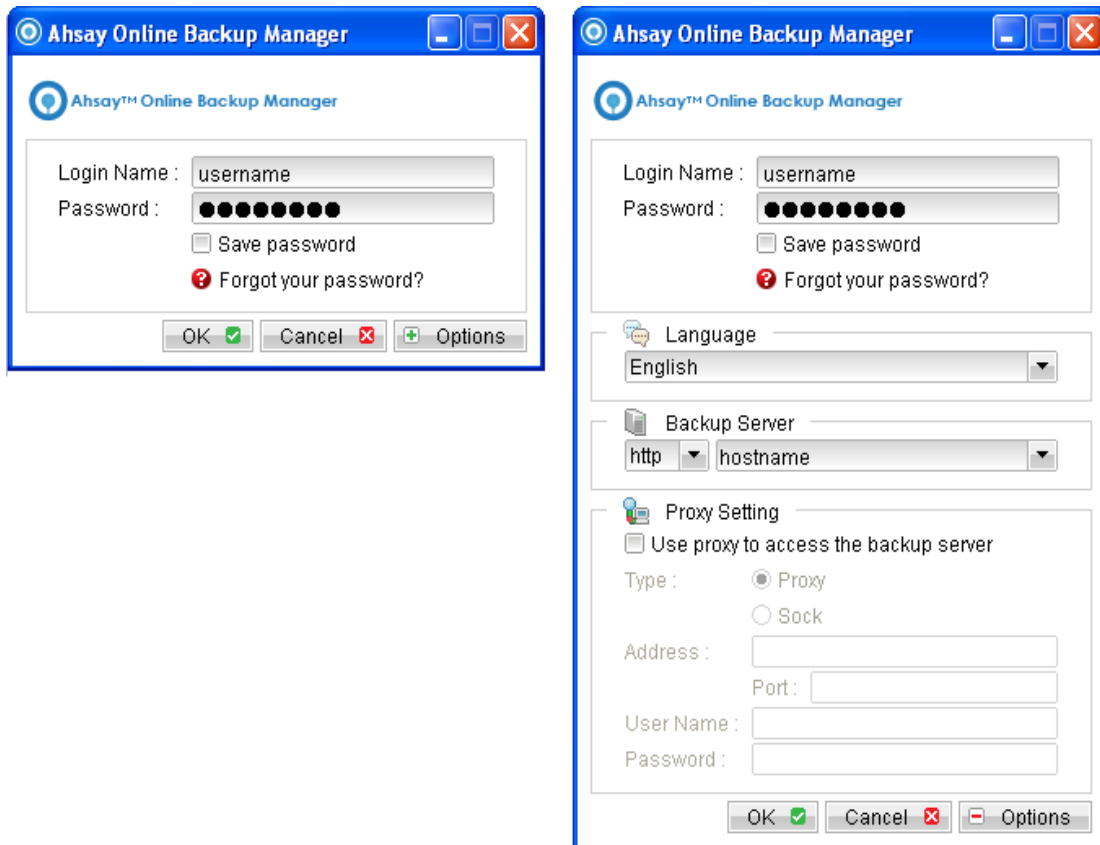 Ahsay Online Backup Manager
Ahsay™ Online Backup Manager
Login Name : username
Password : ●●●●●●●●
Save password
Forgot your password?
OK Cancel Options
Ahsay Online Backup Manager
Ahsay™ Online Backup Manager
Login Name : username
Password : ●●●●●●●●
Save password
Forgot your password?
Language
English
Backup Server
http hostname
Proxy Setting
Use proxy to access the backup server
Type : Proxy
Sock
Address :
Port :
User Name :
Password :
OK Cancel Options